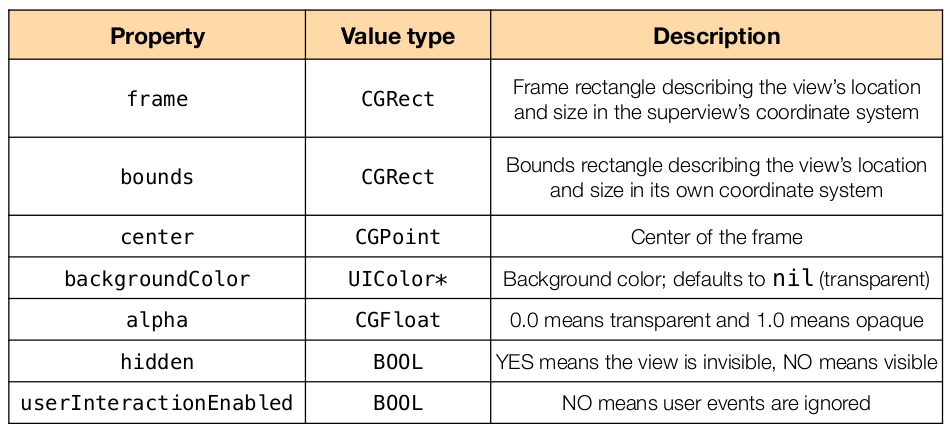 Property Value type Description
frame CGRect Frame rectangle describing the view’s location
and size in the superview’s coordinate system
bounds CGRect Bounds rectangle describing the view’s location
and size in its own coordinate system
center CGPoint Center of the frame
backgroundColor UIColor* Background color; defaults to nil (transparent)
alpha CGFloat 0.0 means transparent and 1.0 means opaque
hidden BOOL YES means the view is invisible, NO means visible
userInteractionEnabled BOOL NO means user events are ignored